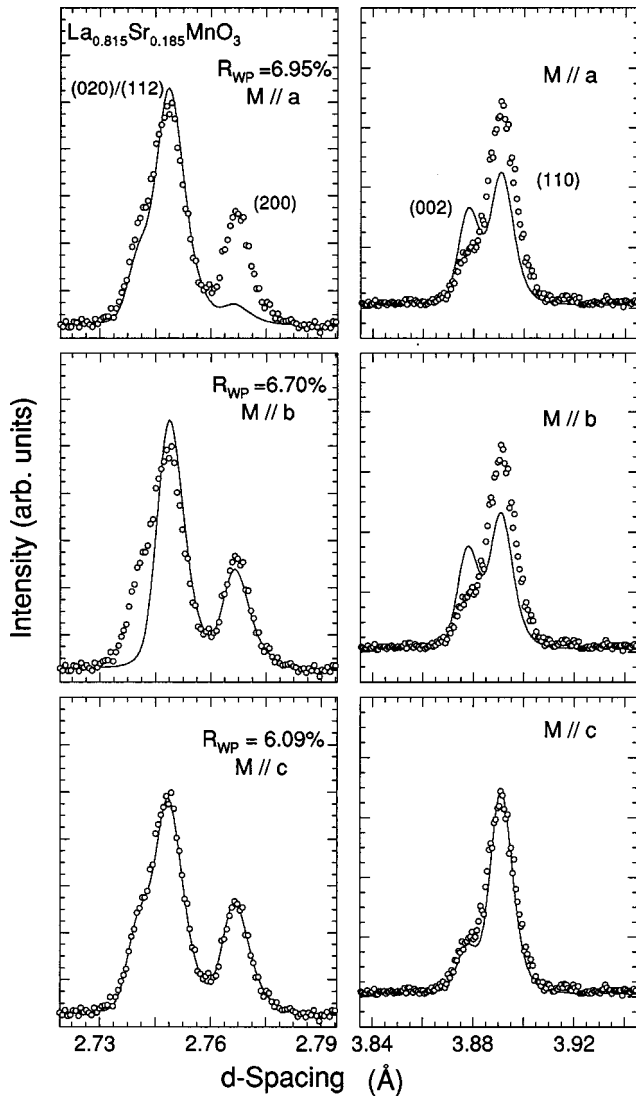 La0.815Sr0.185MnO3
(020)/(112)
RWP =6.95%
M // a
(200)
M // a
(002)
(110)
RWP =6.70%
M // b
M // b
RWP = 6.09%
M // c
M // c
Intensity (arb. units)
2.73 2.76 2.79
3.84 3.88 3.92
d-Spacing (Å)